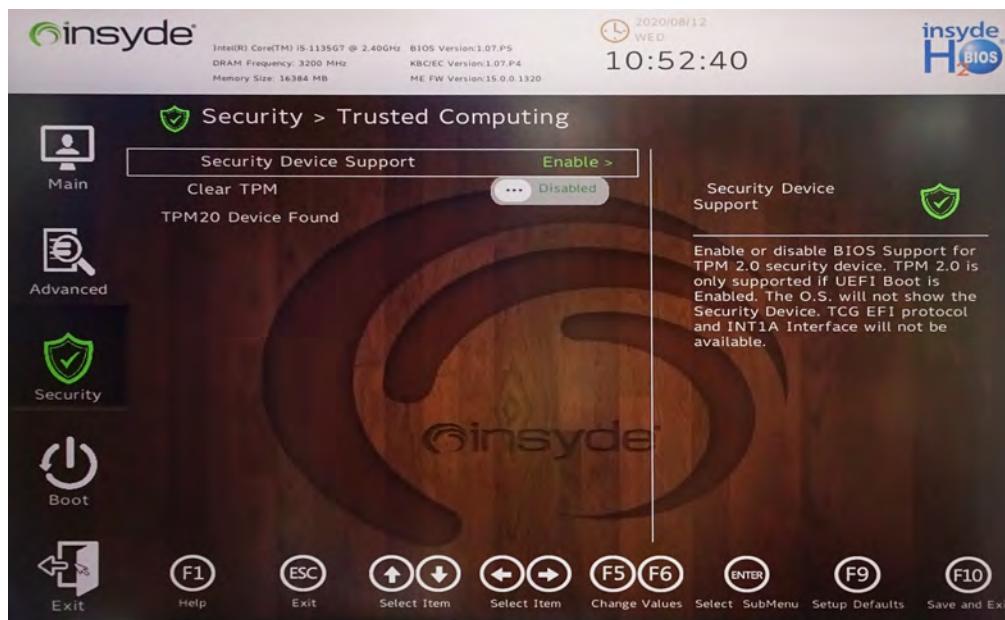 insyde
Intel(R) Core(TM) i5-1135G7 @ 2.40GHz BIOS Version:1.07.P5
DRAM Frequency: 3200 MHz KBC/EC Version:1.07.P4
Memory Size: 16384 MB ME FW Version:15.0.0.1320
2020/08/12
WED
10:52:40
insyde
H2 BIOS
Security > Trusted Computing
Main
Advanced
Security
Boot
Exit
Security Device Support Enable >
Clear TPM Disabled
TPM20 Device Found
Security Device
Support
Enable or disable BIOS Support for
TPM 2.0 security device. TPM 2.0 is
only supported if UEFI Boot is
Enabled. The O.S. will not show the
Security Device. TCG EFI protocol
and INT1A Interface will not be
available.
insyde
F1 ESC F5 F6 ENTER F9 F10
Help Exit Select Item Select Item Change Values Select SubMenu Setup Defaults Save and Exi